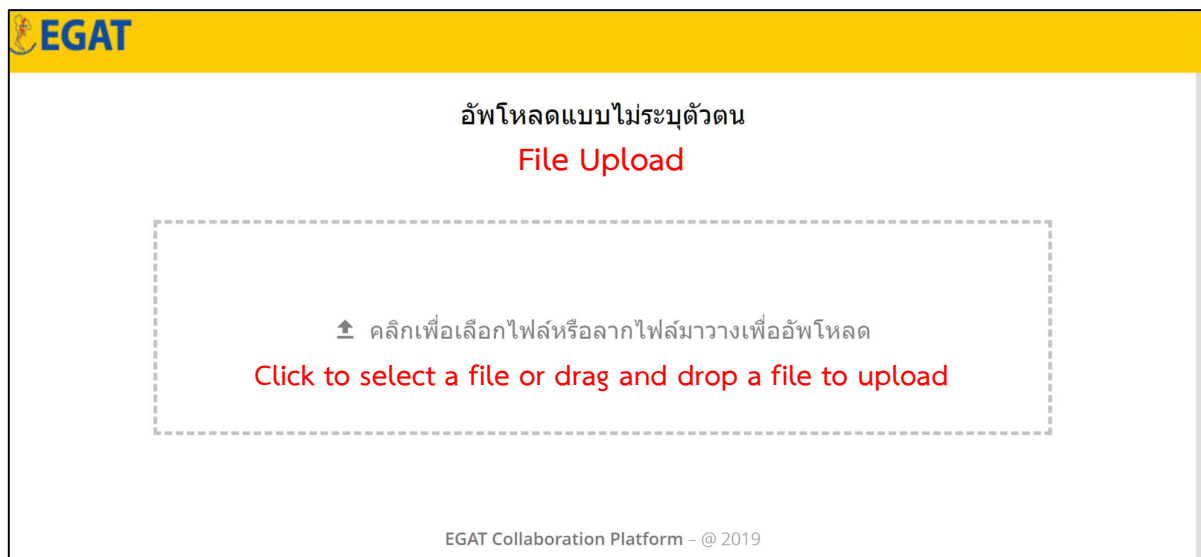 EGAT
อัพโหลดแบบไม่ระบุตัวตน
File Upload
คลิกเพื่อเลือกไฟล์หรือลากไฟล์มาวางเพื่ออัพโหลด
Click to select a file or drag and drop a file to upload
EGAT Collaboration Platform – @ 2019